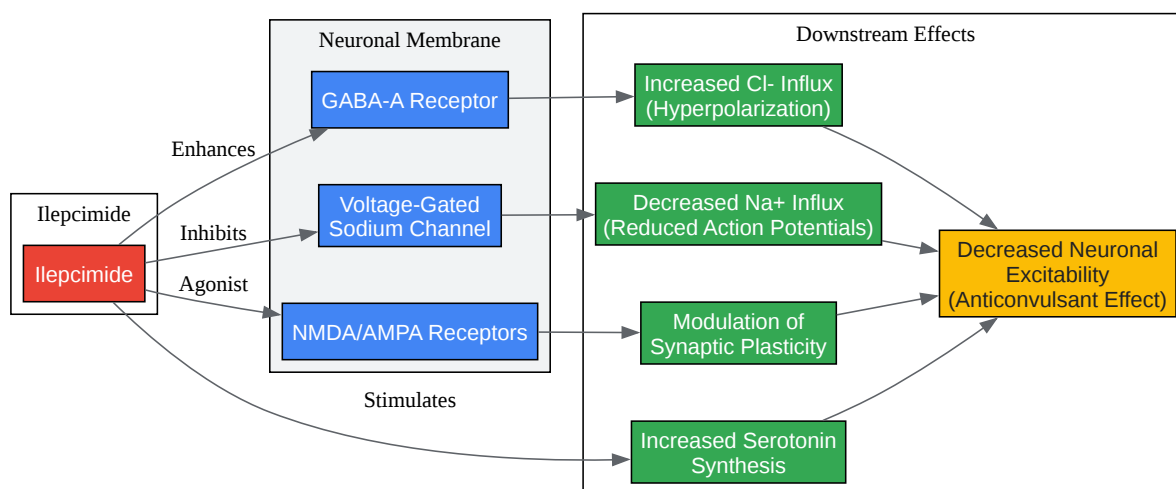 Neuronal Membrane
Downstream Effects
GABA-A Receptor
Increased Cl- Influx
(Hyperpolarization)
Enhances
Ilepcimide
Voltage-Gated
Sodium Channel
Decreased Na+ Influx
(Reduced Action Potentials)
Inhibits
Ilepcimide
Decreased Neuronal
Excitability
(Anticonvulsant Effect)
Agonist
NMDA/AMPA Receptors
Modulation of
Synaptic Plasticity
Stimulates
Increased Serotonin
Synthesis